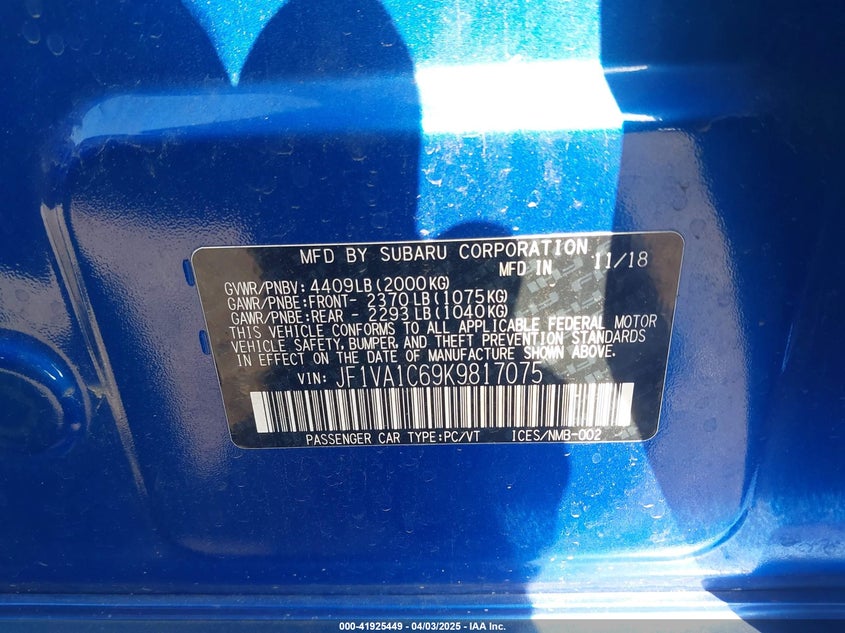 MFD BY SUBARU CORPORATION
MFD IN 11/18
GVWR/PNBV: 4409LB(2000KG)
GAWR/PNBE:FRONT- 2370LB(1075KG)
GAWR/PNBE:REAR - 2293LB(1040KG)
THIS VEHICLE CONFORMS TO ALL APPLICABLE FEDERAL MOTOR
VEHICLE SAFETY, BUMPER, AND THEFT PREVENTION STANDARDS
IN EFFECT ON THE DATE OF MANUFACTURE SHOWN ABOVE.
VIN: JF1VA1C69K9817075
PASSENGER CAR TYPE:PC/VT ICES/NMB-002
000-41925449 - 04/03/2025 - IAA Inc.